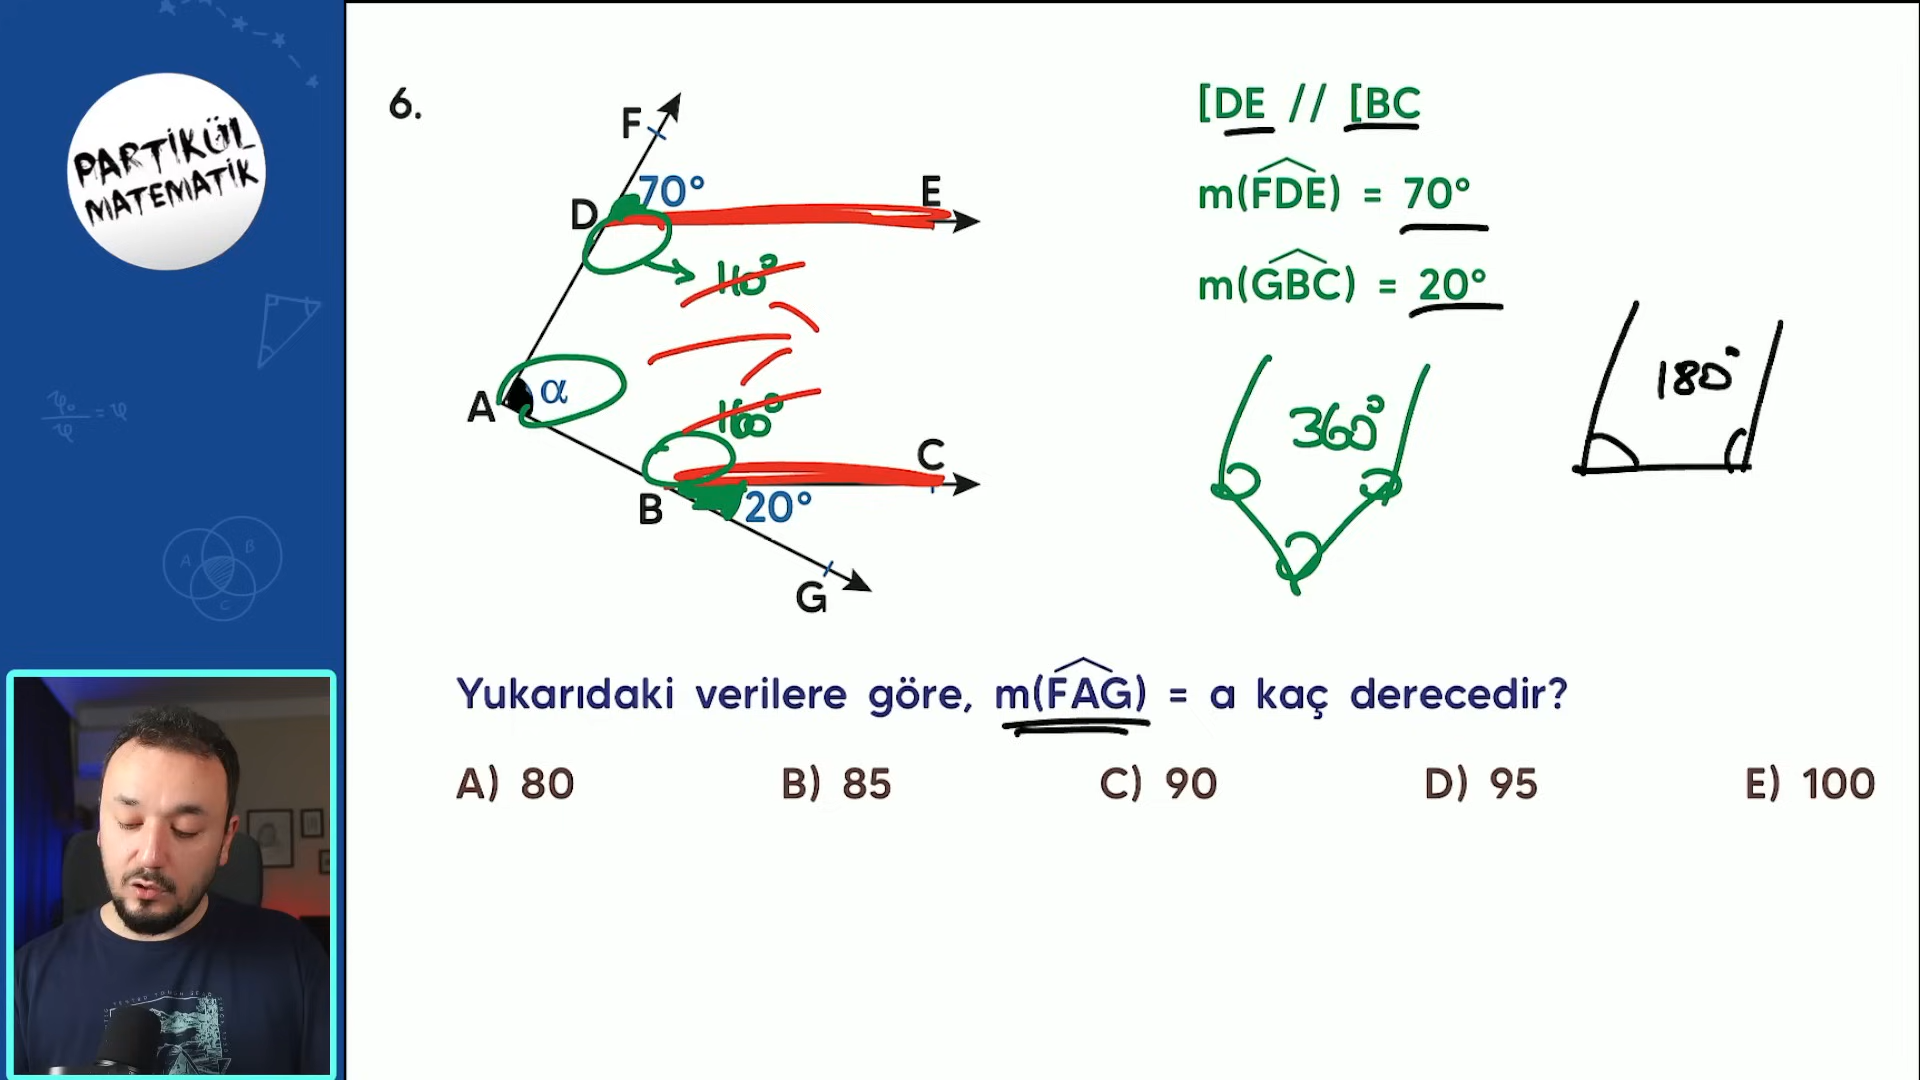 PARTİKÜL
MATEMATİK
6.
F
70°
D
E
110°
A
α
160°
C
B
20°
G
[DE // [BC
m(FDE) = 70°
m(GBC) = 20°
360°
180°
Yukarıdaki verilere göre, m(FAG) = a kaç derecedir?
A) 80 B) 85 C) 90 D) 95 E) 100
A
B
C